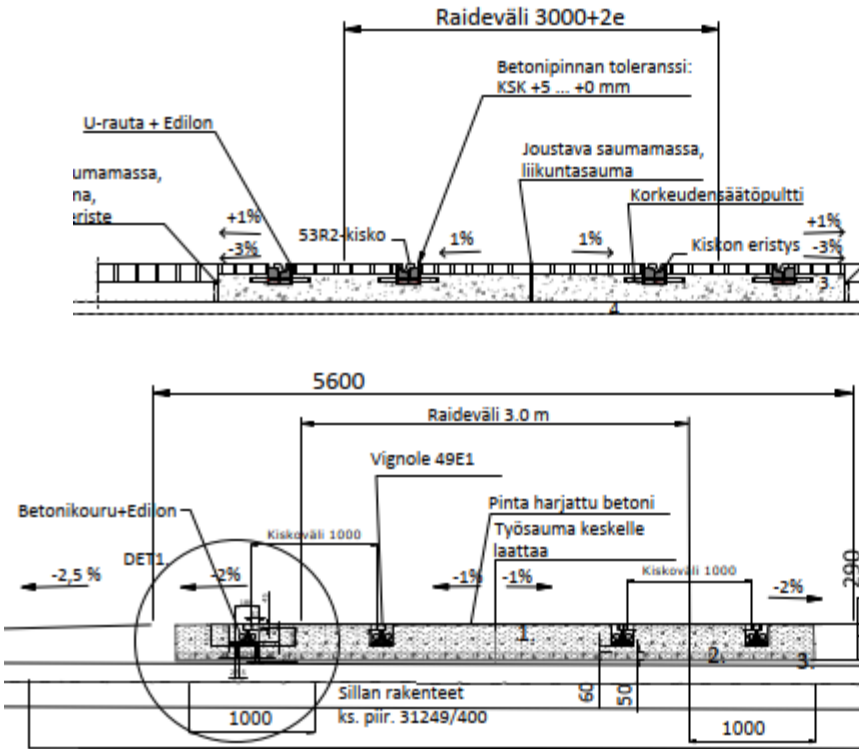 Raideväli 3000+2e
Betonipinnan toleranssi:
KSK +5 ... +0 mm
U-rauta + Edilon
Joustava saumamassa,
liikuntasauma
umamassa,
na,
eriste
Korkeudensäätöpultti
+1%
-3%
53R2-kisko
1%
1%
Kiskon eristys
+1%
-3%
3.
4.
5600
Raideväli 3.0 m
Vignole 49E1
Betonikouru+Edilon
Pinta harjattu betoni
Kiskoväli 1000
Työsauma keskelle
laattaa
DET1.
Kiskoväli 1000
-2,5 %
-2%
-1%
-1%
-2%
290
1.
2.
3.
60
50
Sillan rakenteet
ks. piir. 31249/400
1000
1000